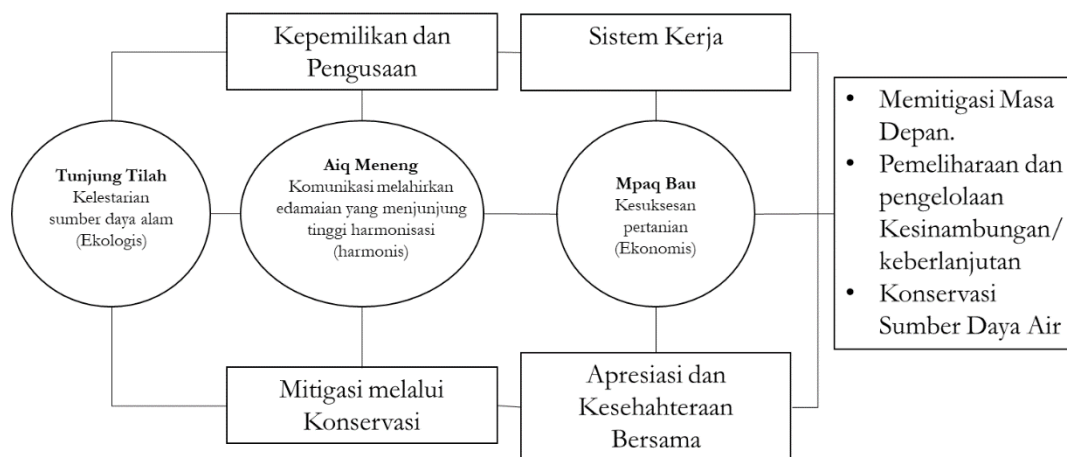 Kepemilikan dan
Pengusaan
Sistem Kerja
Tunjung Tilah
Kelestarian
sumber daya alam
(Ekologis)
Aiq Meneng
Komunikasi melahirkan
edamaian yang menjunjung
tinggi harmonisasi
(harmonis)
Mpaq Bau
Kesuksesan
pertanian
(Ekonomis)
• Memitigasi Masa
Depan.
• Pemeliharaan dan
pengelolaan
Kesinambungan/
keberlanjutan
• Konservasi
Sumber Daya Air
Mitigasi melalui
Konservasi
Apresiasi dan
Kesehahteraan
Bersama